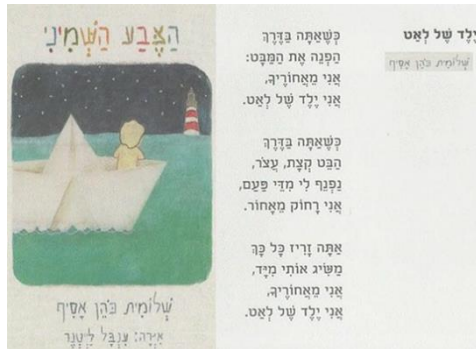 הַצֶּבַע הַשְּׁמִינִי
שְׁלוֹמִית כֹּהֵן אָסִיף
אִיְּרָה: עִנְבָּל לַיְטְנֶר
יֶלֶד שֶׁל לְאַט
שְׁלוֹמִית כֹּהֵן אָסִיף
כְּשֶׁאַתָּה בַּדֶּרֶךְ
הַפְנֵה אֶת הַמַּבָּט:
אֲנִי מֵאֲחוֹרֶיךָ,
אֲנִי יֶלֶד שֶׁל לְאַט.
כְּשֶׁאַתָּה בַּדֶּרֶךְ
הַבֵּט קְצָת, עֲצֹר,
נַפְנֵף לִי מִדֵּי פַּעַם,
אֲנִי רָחוֹק מֵאָחוֹר.
אַתָּה זָרִיז כָּל כָּךְ
מַשִּׂיג אוֹתִי מִיָּד,
אֲנִי מֵאֲחוֹרֶיךָ,
אֲנִי יֶלֶד שֶׁל לְאַט.